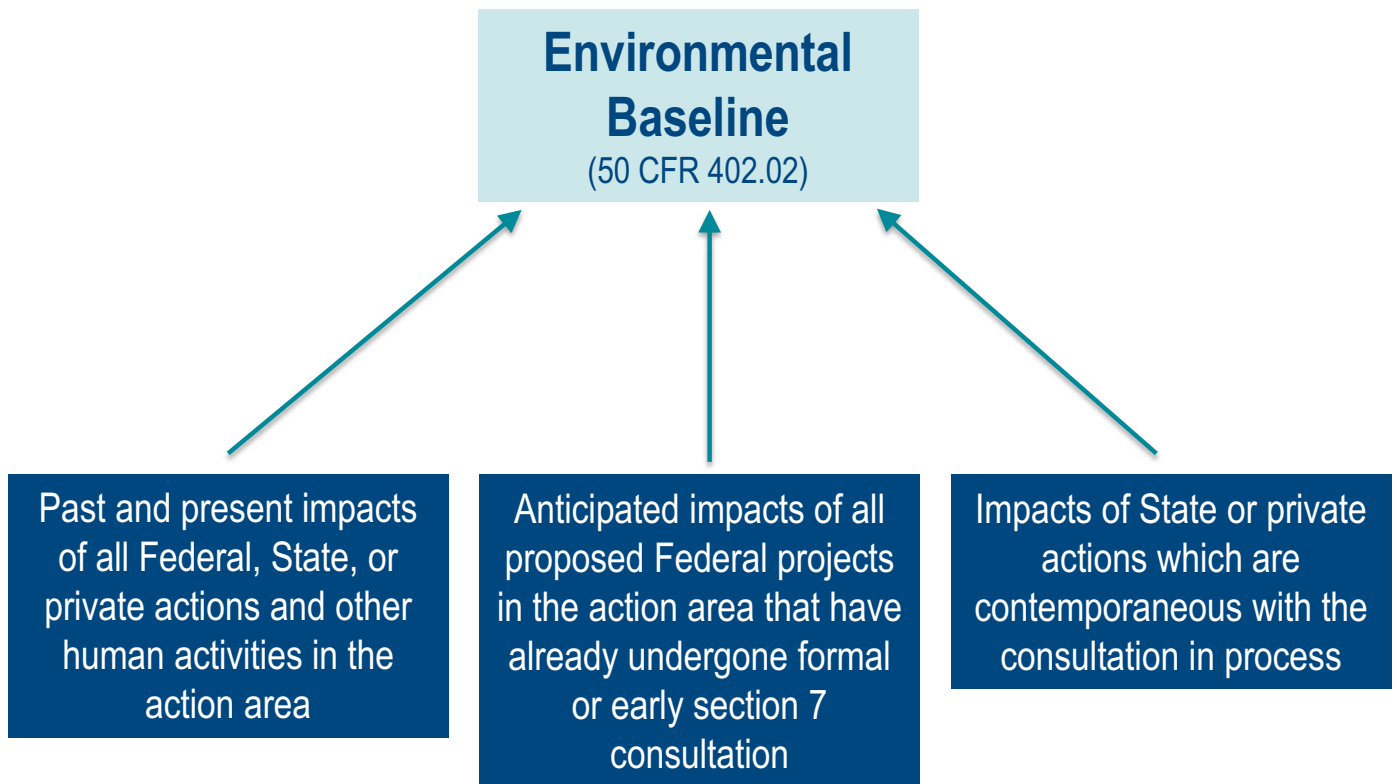 Environmental
Baseline
(50 CFR 402.02)
Past and present impacts
of all Federal, State, or
private actions and other
human activities in the
action area
Anticipated impacts of all
proposed Federal projects
in the action area that have
already undergone formal
or early section 7
consultation
Impacts of State or private
actions which are
contemporaneous with the
consultation in process